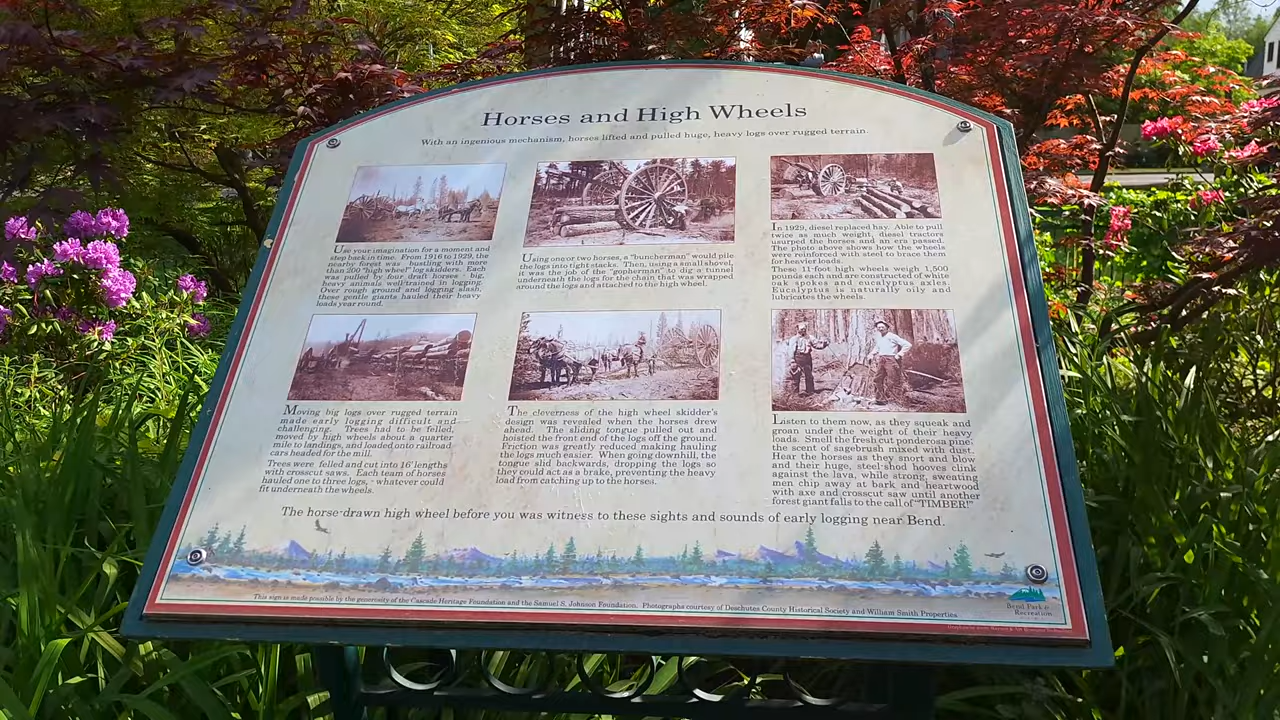 Horses and High Wheels
With an ingenious mechanism, horses lifted and pulled huge, heavy logs over rugged terrain.
Use your imagination for a moment and
step back in time. From 1916 to 1929, the
nearby forest was bustling with more
than 200 "high wheel" log skidders. Each
was pulled by four draft horses - big,
heavy animals well-trained in logging.
Over rough ground and logging slash,
these gentle giants hauled their heavy
loads year round.
Using one or two horses, a "buncherman" would pile
the logs into tight stacks. Then, using a small shovel,
it was the job of the "gopherman" to dig a tunnel
underneath the logs for the chain that was wrapped
around the logs and attached to the high wheel.
In 1929, diesel replaced hay. Able to pull
twice as much weight, diesel tractors
usurped the horses and an era passed.
The photo above shows how the wheels
were reinforced with steel to brace them
for heavier loads.
These 11-foot high wheels weigh 1,500
pounds each and are constructed of white
oak spokes and eucalyptus axles.
Eucalyptus is naturally oily and
lubricates the wheels.
Moving big logs over rugged terrain
made early logging difficult and
challenging. Trees had to be felled,
moved by high wheels about a quarter
mile to landings, and loaded onto railroad
cars headed for the mill.
Trees were felled and cut into 16' lengths
with crosscut saws. Each team of horses
hauled one to three logs, - whatever could
fit underneath the wheels.
The cleverness of the high wheel skidder's
design was revealed when the horses drew
ahead. The sliding tongue pulled out and
hoisted the front end of the logs off the ground.
Friction was greatly reduced making hauling
the logs much easier. When going downhill, the
tongue slid backwards, dropping the logs so
they could act as a brake, preventing the heavy
load from catching up to the horses.
Listen to them now, as they squeak and
groan under the weight of their heavy
loads. Smell the fresh cut ponderosa pine,
the scent of sagebrush mixed with dust.
Hear the horses as they snort and blow
and their huge, steel-shod hooves clink
against the lava, while strong, sweating
men chip away at bark and heartwood
with axe and crosscut saw until another
forest giant falls to the call of "TIMBER!"
The horse-drawn high wheel before you was witness to these sights and sounds of early logging near Bend.
This sign is made possible by the generosity of the Cascade Heritage Foundation and the Samuel S. Johnson Foundation. Photographs courtesy of Deschutes County Historical Society and William Smith Properties.
Bend Park &
Recreation